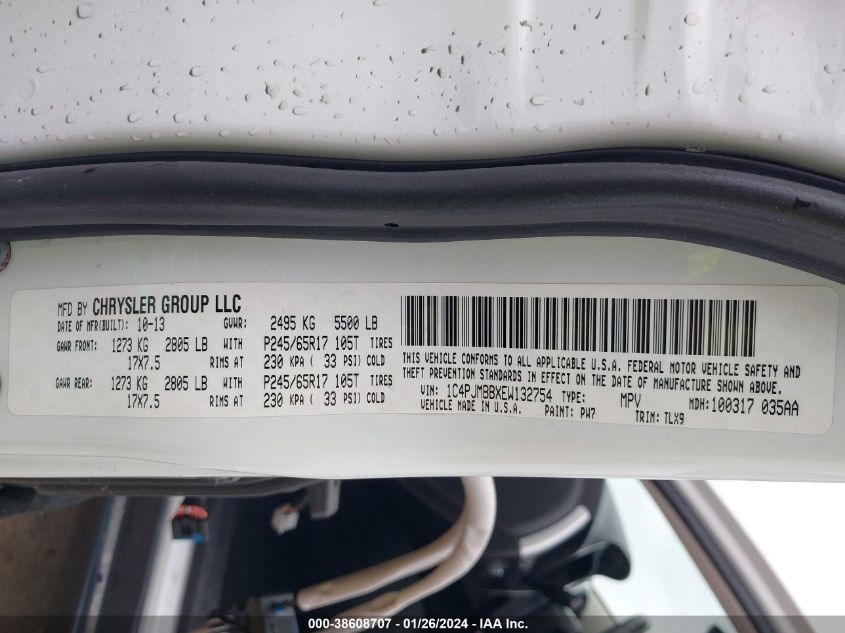 MFD BY CHRYSLER GROUP LLC
DATE OF MFR(BUILT): 10-13 GVWR: 2495 KG 5500 LB
GAWR FRONT: 1273 KG 2805 LB WITH P245/65R17 105T TIRES
17X7.5 RIMS AT 230 KPA ( 33 PSI) COLD
GAWR REAR: 1273 KG 2805 LB WITH P245/65R17 105T TIRES
17X7.5 RIMS AT 230 KPA ( 33 PSI) COLD
THIS VEHICLE CONFORMS TO ALL APPLICABLE U.S.A. FEDERAL MOTOR VEHICLE SAFETY AND
THEFT PREVENTION STANDARDS IN EFFECT ON THE DATE OF MANUFACTURE SHOWN ABOVE.
VIN: 1C4PJMBBXEW132754 TYPE: MPV MDH:100317 035AA
VEHICLE MADE IN U.S.A. PAINT: PW7 TRIM: TLX9
000-38608707 - 01/26/2024 - IAA Inc.